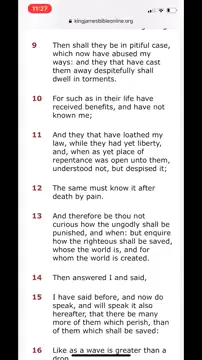 11:27
kingjamesbibleonline.org
9 Then shall they be in pitiful case,
which now have abused my
ways: and they that have cast
them away despitefully shall
dwell in torments.
10 For such as in their life have
received benefits, and have not
known me;
11 And they that have loathed my
law, while they had yet liberty,
and, when as yet place of
repentance was open unto them,
understood not, but despised it;
12 The same must know it after
death by pain.
13 And therefore be thou not
curious how the ungodly shall be
punished, and when: but enquire
how the righteous shall be saved,
whose the world is, and for
whom the world is created.
14 Then answered I and said,
15 I have said before, and now do
speak, and will speak it also
hereafter, that there be many
more of them which perish, than
of them which shall be saved:
16 Like as a wave is greater than a
drop.